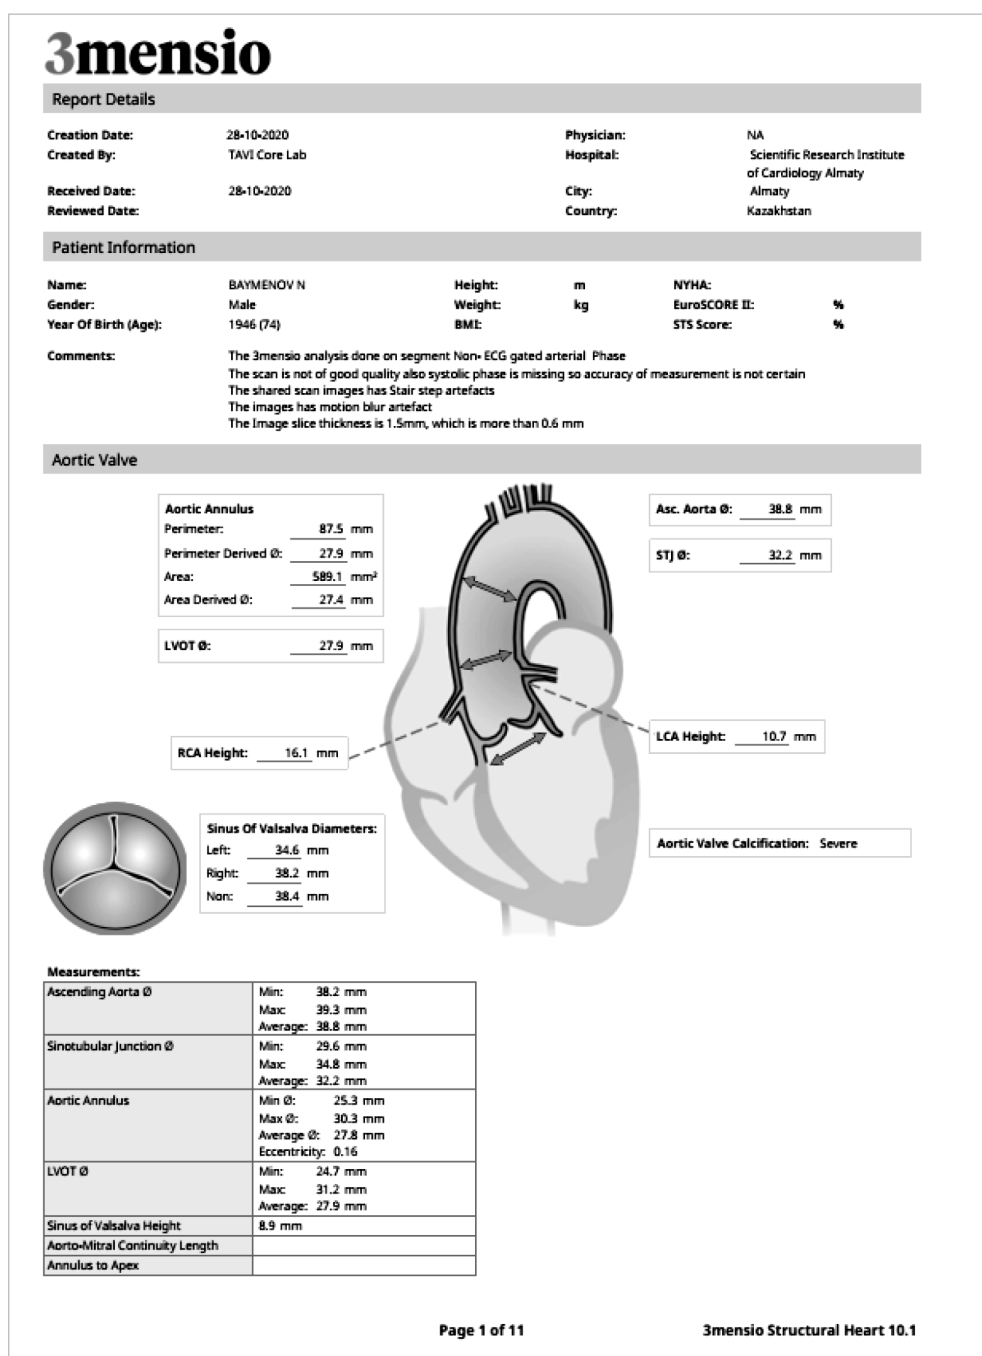 3mensio
Report Details
Creation Date: 28-10-2020 Physician: NA
Created By: TAVI Core Lab Hospital: Scientific Research Institute
of Cardiology Almaty
Received Date: 28-10-2020 City: Almaty
Reviewed Date: Country: Kazakhstan
Patient Information
Name: BAYMENOV N Height: m NYHA:
Gender: Male Weight: kg EuroSCORE II: %
Year Of Birth (Age): 1946 (74) BMI: STS Score: %
Comments: The 3mensio analysis done on segment Non- ECG gated arterial Phase
The scan is not of good quality also systolic phase is missing so accuracy of measurement is not certain
The shared scan images has Stair step artefacts
The images has motion blur artefact
The Image slice thickness is 1.5mm, which is more than 0.6 mm
Aortic Valve
Aortic Annulus
Perimeter: 87.5 mm
Perimeter Derived Ø: 27.9 mm
Area: 589.1 mm²
Area Derived Ø: 27.4 mm
LVOT Ø: 27.9 mm
Asc. Aorta Ø: 38.8 mm
STJ Ø: 32.2 mm
RCA Height: 16.1 mm
LCA Height: 10.7 mm
Sinus Of Valsalva Diameters:
Left: 34.6 mm
Right: 38.2 mm
Non: 38.4 mm
Aortic Valve Calcification: Severe
Measurements:
Ascending Aorta Ø Min: 38.2 mm
Max: 39.3 mm
Average: 38.8 mm
Sinotubular Junction Ø Min: 29.6 mm
Max: 34.8 mm
Average: 32.2 mm
Aortic Annulus Min Ø: 25.3 mm
Max Ø: 30.3 mm
Average Ø: 27.8 mm
Eccentricity: 0.16
LVOT Ø Min: 24.7 mm
Max: 31.2 mm
Average: 27.9 mm
Sinus of Valsalva Height 8.9 mm
Aorto-Mitral Continuity Length
Annulus to Apex
Page 1 of 11 3mensio Structural Heart 10.1